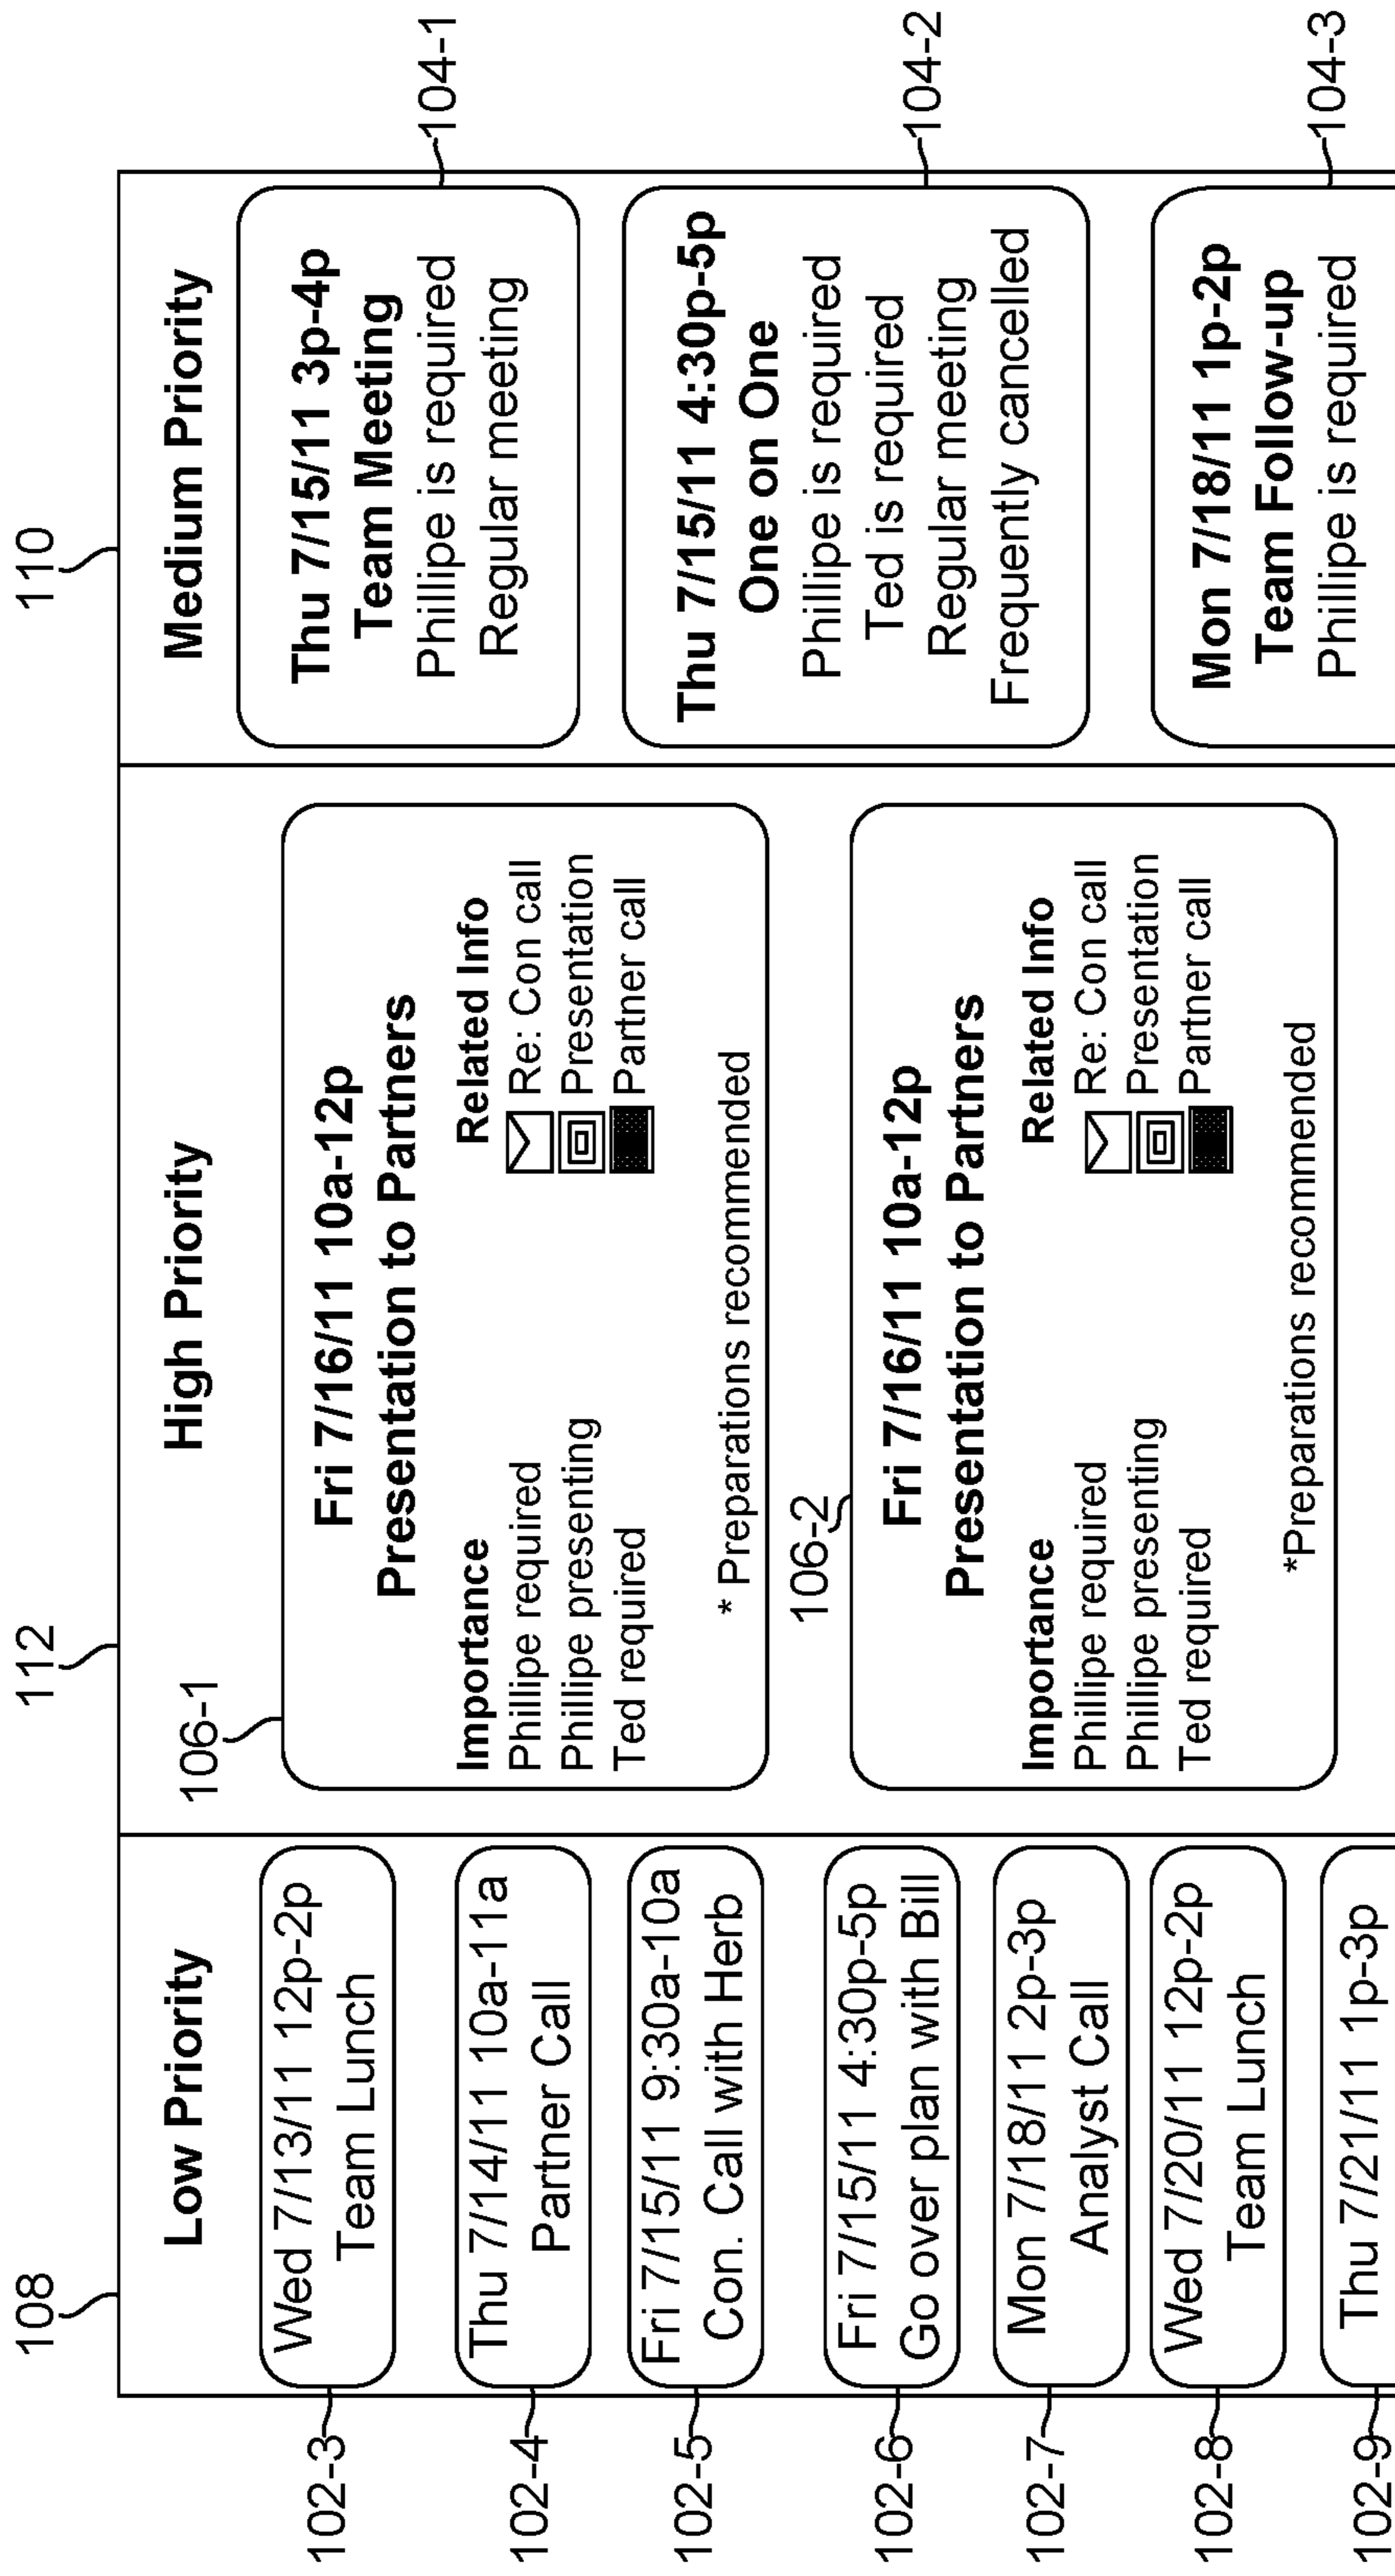 108
112
110
Low Priority
102-3
Wed 7/13/11 12p-2p
Team Lunch
102-4
Thu 7/14/11 10a-11a
Partner Call
102-5
Fri 7/15/11 9:30a-10a
Con. Call with Herb
102-6
Fri 7/15/11 4:30p-5p
Go over plan with Bill
102-7
Mon 7/18/11 2p-3p
Analyst Call
102-8
Wed 7/20/11 12p-2p
Team Lunch
102-9
Thu 7/21/11 1p-3p
High Priority
106-1
Fri 7/16/11 10a-12p
Presentation to Partners
Importance
Phillipe required
Phillipe presenting
Ted required
Related Info
Re: Con call
Presentation
Partner call
* Preparations recommended
106-2
Fri 7/16/11 10a-12p
Presentation to Partners
Importance
Phillipe required
Phillipe presenting
Ted required
Related Info
Re: Con call
Presentation
Partner call
*Preparations recommended
Medium Priority
Thu 7/15/11 3p-4p
Team Meeting
Phillipe is required
Regular meeting
104-1
Thu 7/15/11 4:30p-5p
One on One
Phillipe is required
Ted is required
Regular meeting
Frequently cancelled
104-2
Mon 7/18/11 1p-2p
Team Follow-up
Phillipe is required
104-3